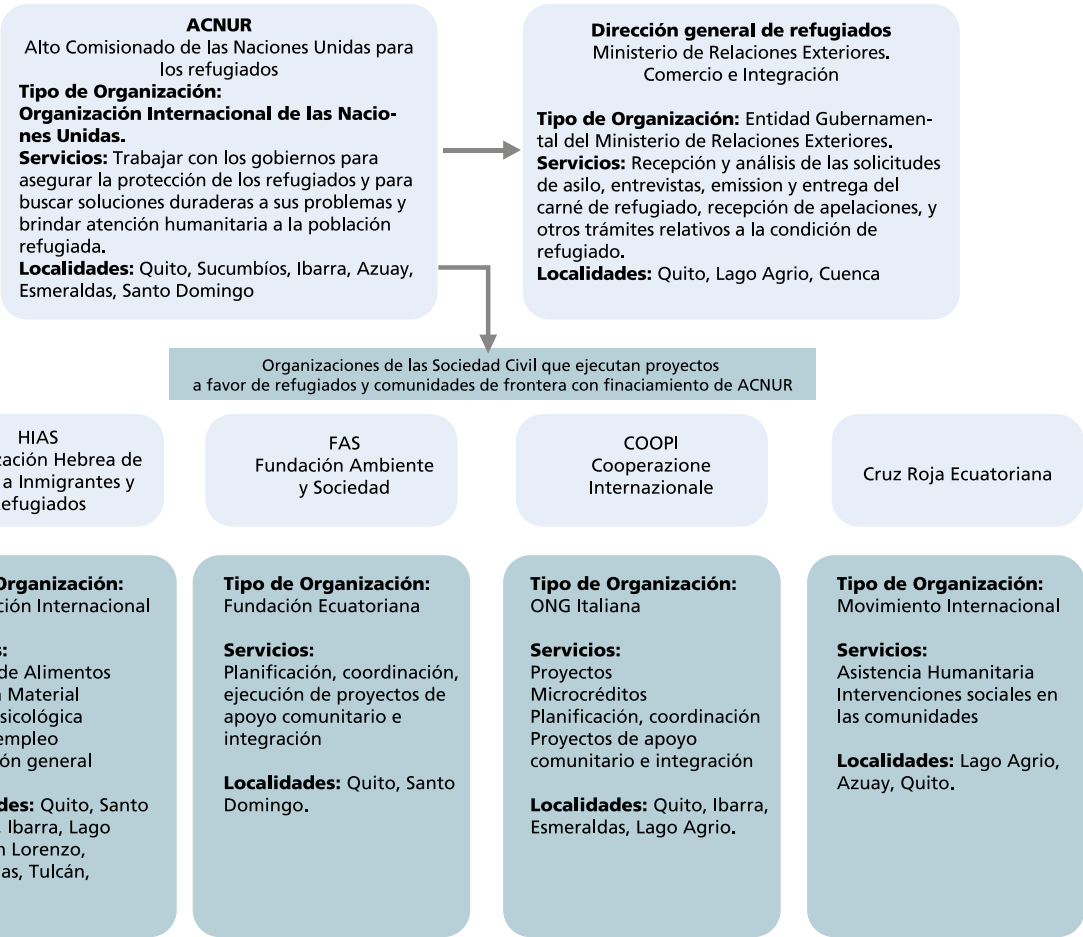 ACNUR
Alto Comisionado de las Naciones Unidas para
los refugiados
Tipo de Organización:
Organización Internacional de las Nacio-
nes Unidas.
Servicios: Trabajar con los gobiernos para
asegurar la protección de los refugiados y para
buscar soluciones duraderas a sus problemas y
brindar atención humanitaria a la población
refugiada.
Localidades: Quito, Sucumbíos, Ibarra, Azuay,
Esmeraldas, Santo Domingo
Dirección general de refugiados
Ministerio de Relaciones Exteriores.
Comercio e Integración
Tipo de Organización: Entidad Gubernamen-
tal del Ministerio de Relaciones Exteriores.
Servicios: Recepción y análisis de las solicitudes
de asilo, entrevistas, emission y entrega del
carné de refugiado, recepción de apelaciones, y
otros trámites relativos a la condición de
refugiado.
Localidades: Quito, Lago Agrio, Cuenca
Organizaciones de las Sociedad Civil que ejecutan proyectos
a favor de refugiados y comunidades de frontera con finaciamiento de ACNUR
HIAS
Hebrea de
a Inmigrantes y
FAS
Fundación Ambiente
y Sociedad
COOPI
Cooperazione
Internazionale
Cruz Roja Ecuatoriana
Organización:
Internacional
de Alimentos
Material
empleo
general
Quito, Santo
Ibarra, Lago
Lorenzo,
Tulcán,
Tipo de Organización:
Fundación Ecuatoriana
Servicios:
Planificación, coordinación,
ejecución de proyectos de
apoyo comunitario e
integración
Localidades: Quito, Santo
Domingo.
Tipo de Organización:
ONG Italiana
Servicios:
Proyectos
Microcréditos
Planificación, coordinación
Proyectos de apoyo
comunitario e integración
Localidades: Quito, Ibarra,
Esmeraldas, Lago Agrio.
Tipo de Organización:
Movimiento Internacional
Servicios:
Asistencia Humanitaria
Intervenciones sociales en
las comunidades
Localidades: Lago Agrio,
Azuay, Quito.